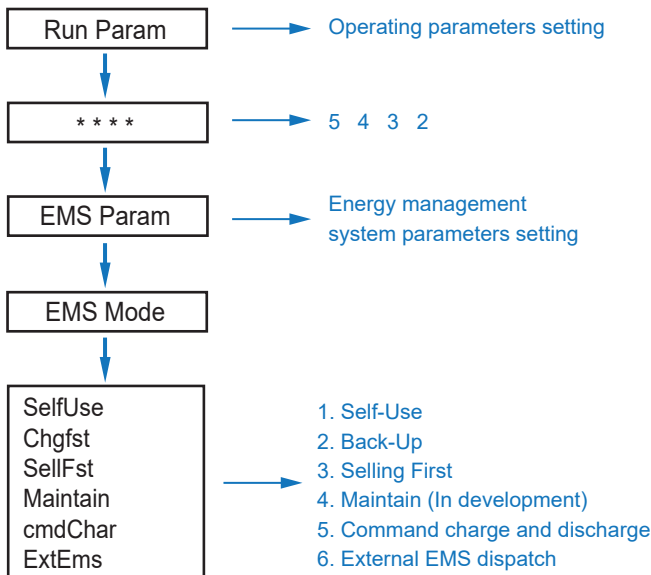 Run Param
Operating parameters setting
* * * *
5 4 3 2
EMS Param
Energy management
system parameters setting
EMS Mode
SelfUse
Chgfst
SellFst
Maintain
cmdChar
ExtEms
1. Self-Use
2. Back-Up
3. Selling First
4. Maintain (In development)
5. Command charge and discharge
6. External EMS dispatch